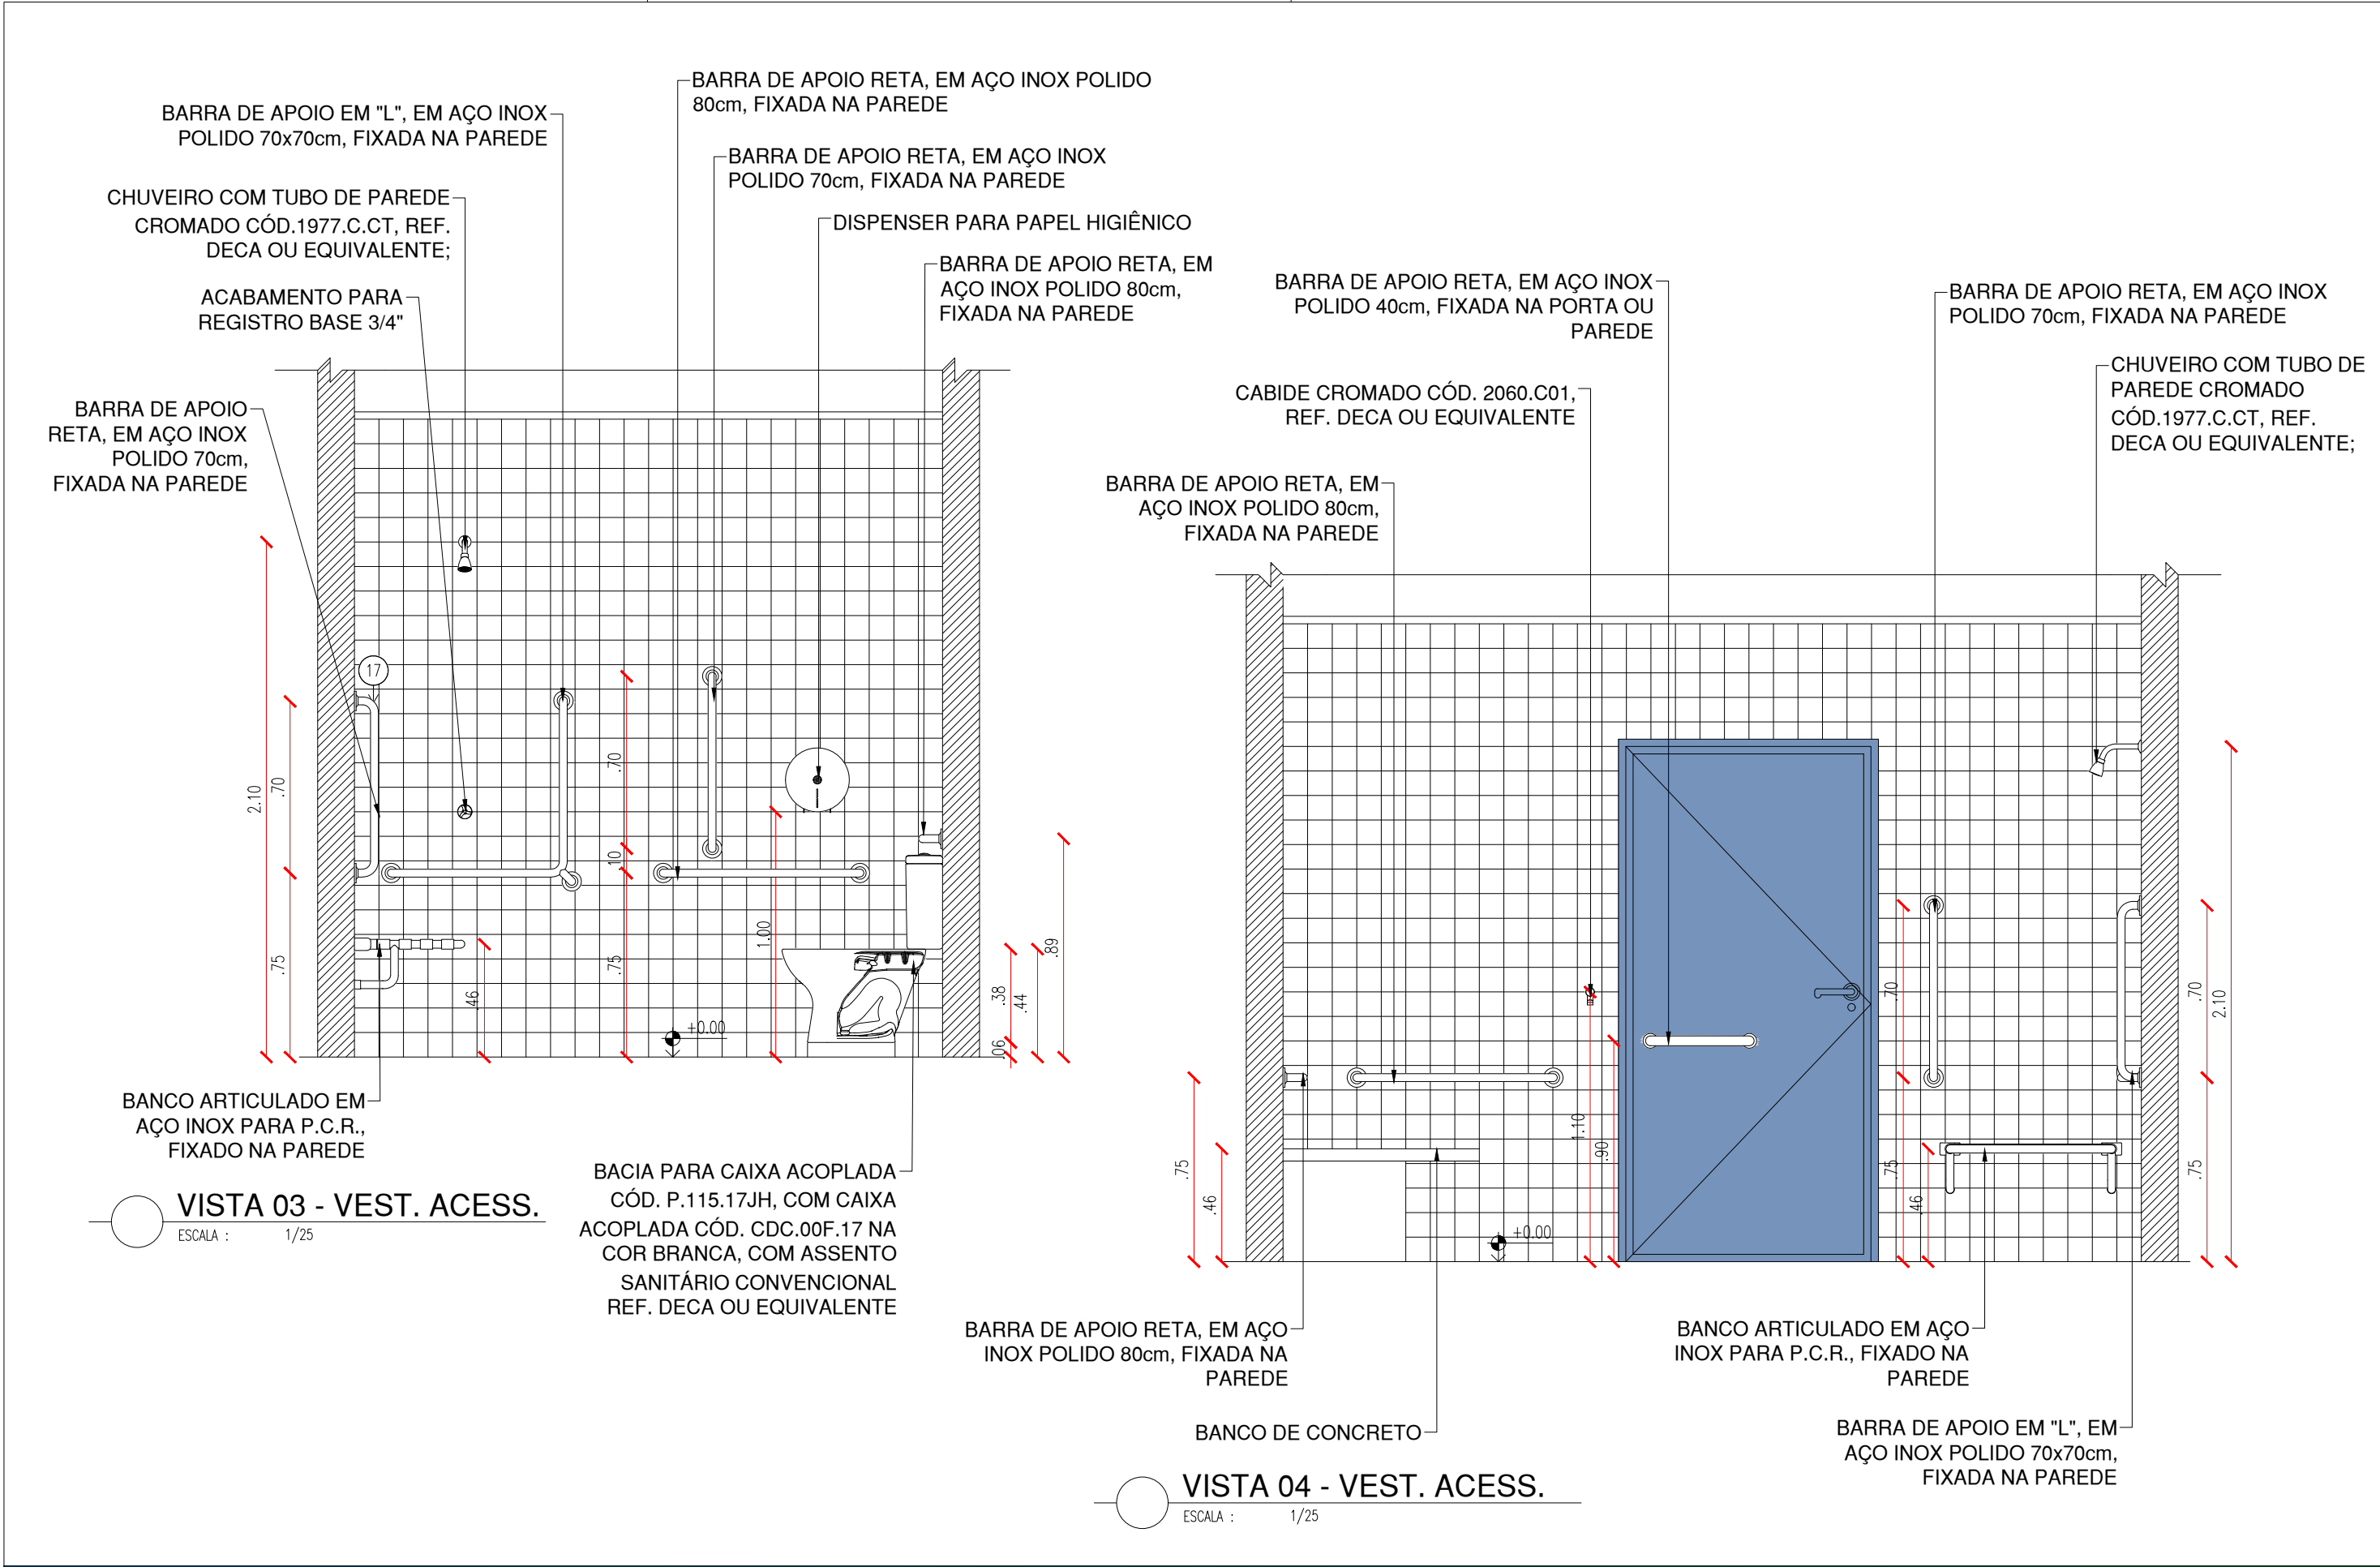 BARRA DE APOIO RETA, EM AÇO INOX POLIDO
80cm, FIXADA NA PAREDE
BARRA DE APOIO EM "L", EM AÇO INOX
POLIDO 70x70cm, FIXADA NA PAREDE
BARRA DE APOIO RETA, EM AÇO INOX
POLIDO 70cm, FIXADA NA PAREDE
CHUVEIRO COM TUBO DE PAREDE
CROMADO CÓD.1977.C.CT, REF.
DECA OU EQUIVALENTE;
DISPENSER PARA PAPEL HIGIÊNICO
BARRA DE APOIO RETA, EM
AÇO INOX POLIDO 80cm,
FIXADA NA PAREDE
ACABAMENTO PARA
REGISTRO BASE 3/4"
BARRA DE APOIO
RETA, EM AÇO INOX
POLIDO 70cm,
FIXADA NA PAREDE
17
2.10
.70
.75
.46
.70
.10
.75
1.00
+0.00
.38
.06
.44
.89
BANCO ARTICULADO EM
AÇO INOX PARA P.C.R.,
FIXADO NA PAREDE
BACIA PARA CAIXA ACOPLADA
CÓD. P.115.17JH, COM CAIXA
ACOPLADA CÓD. CDC.00F.17 NA
COR BRANCA, COM ASSENTO
SANITÁRIO CONVENCIONAL
REF. DECA OU EQUIVALENTE
VISTA 03 - VEST. ACESS.
ESCALA : 1/25
BARRA DE APOIO RETA, EM AÇO INOX
POLIDO 40cm, FIXADA NA PORTA OU
PAREDE
BARRA DE APOIO RETA, EM AÇO INOX
POLIDO 70cm, FIXADA NA PAREDE
CHUVEIRO COM TUBO DE
PAREDE CROMADO
CÓD.1977.C.CT, REF.
DECA OU EQUIVALENTE;
CABIDE CROMADO CÓD. 2060.C01,
REF. DECA OU EQUIVALENTE
BARRA DE APOIO RETA, EM
AÇO INOX POLIDO 80cm,
FIXADA NA PAREDE
.75
.46
+0.00
1.10
.90
.70
.75
.46
.70
.75
2.10
BARRA DE APOIO RETA, EM AÇO
INOX POLIDO 80cm, FIXADA NA
PAREDE
BANCO DE CONCRETO
BANCO ARTICULADO EM AÇO
INOX PARA P.C.R., FIXADO NA
PAREDE
BARRA DE APOIO EM "L", EM
AÇO INOX POLIDO 70x70cm,
FIXADA NA PAREDE
VISTA 04 - VEST. ACESS.
ESCALA : 1/25